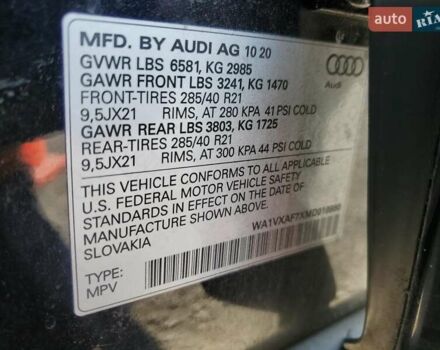 auto RIA
MFD. BY AUDI AG 10 20
GVWR LBS 6581, KG 2985
GAWR FRONT LBS 3241, KG 1470
FRONT-TIRES 285/40 R21
9,5JX21 RIMS, AT 280 KPA 41 PSI COLD
GAWR REAR LBS 3803, KG 1725
REAR-TIRES 285/40 R21
9,5JX21 RIMS, AT 300 KPA 44 PSI COLD
Audi
THIS VEHICLE CONFORMS TO ALL APPLICABLE
U.S. FEDERAL MOTOR VEHICLE SAFETY
STANDARDS IN EFFECT ON THE DATE OF
MANUFACTURE SHOWN ABOVE.
SLOVAKIA
TYPE:
MPV